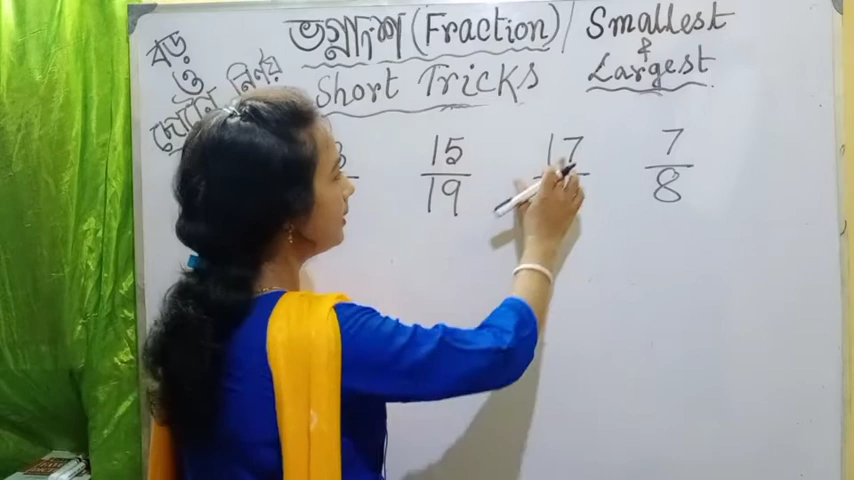 ভগ্নাংশ (Fraction) / Smallest
& Largest
Short Tricks
বড়
ও
ছোট নির্ণয়
15 17 7
19 8